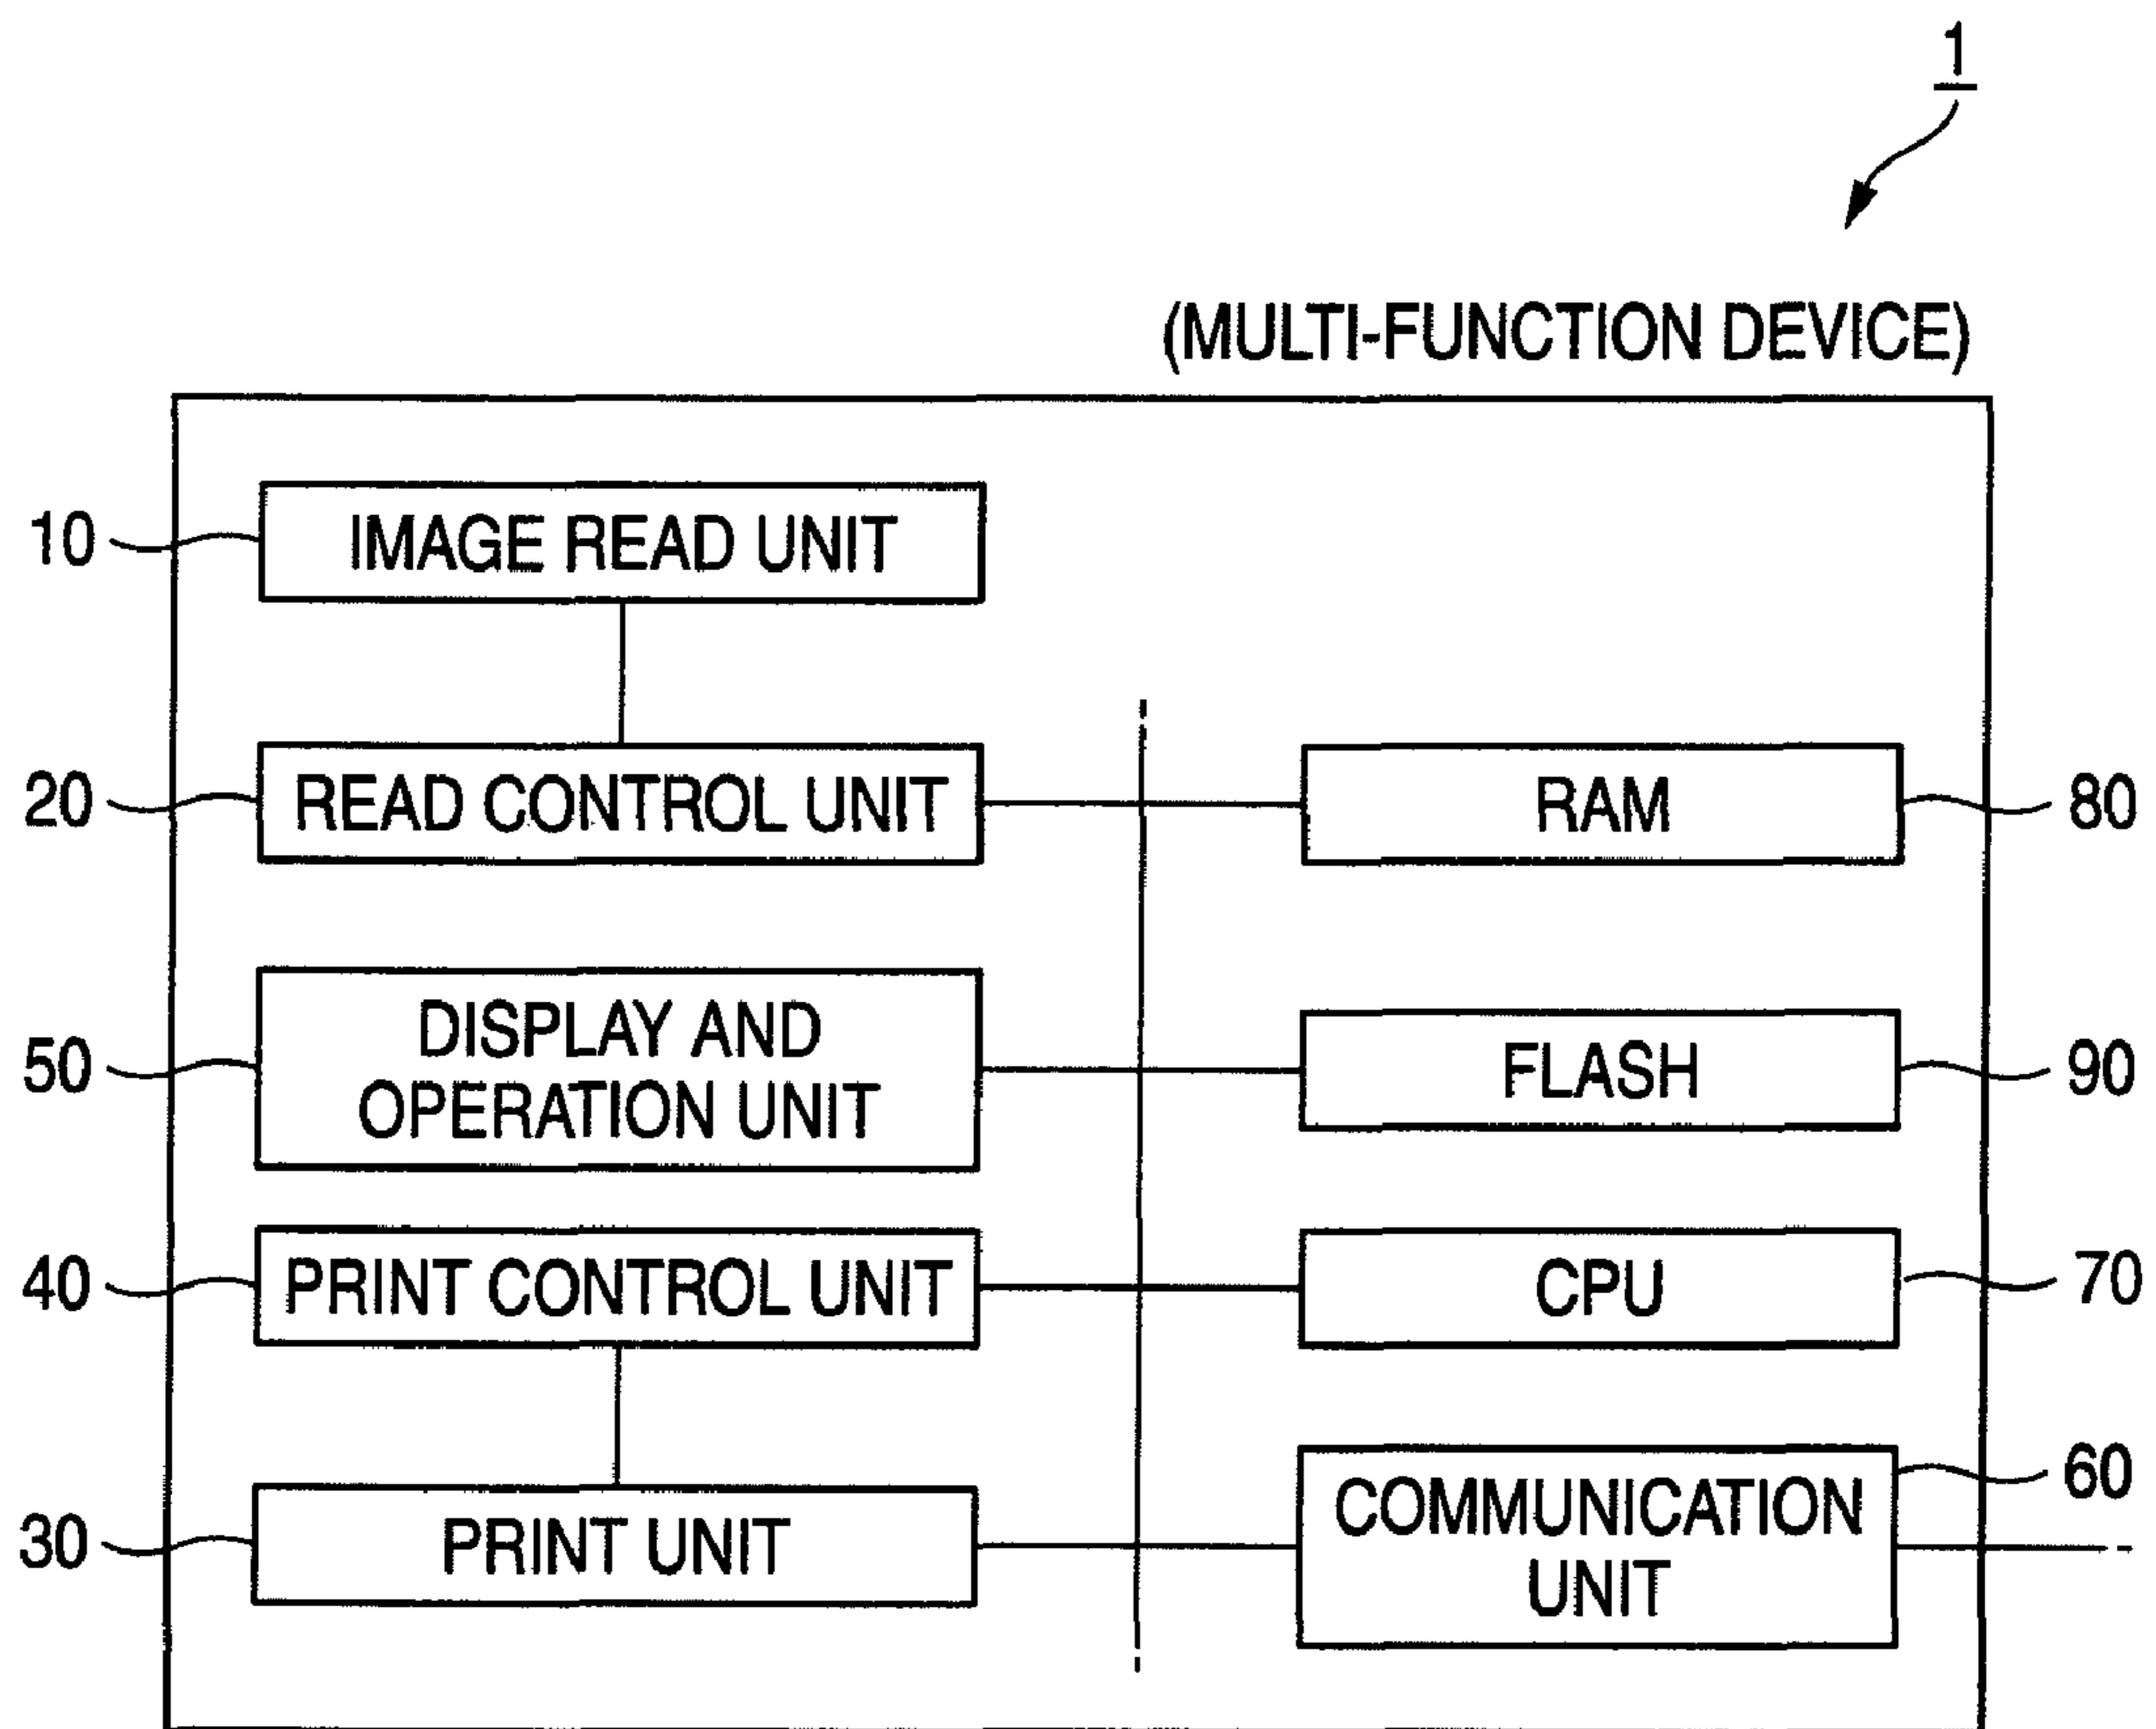 1
(MULTI-FUNCTION DEVICE)
10
IMAGE READ UNIT
20
READ CONTROL UNIT
RAM
80
50
DISPLAY AND
OPERATION UNIT
FLASH
90
40
PRINT CONTROL UNIT
CPU
70
30
PRINT UNIT
COMMUNICATION
UNIT
60